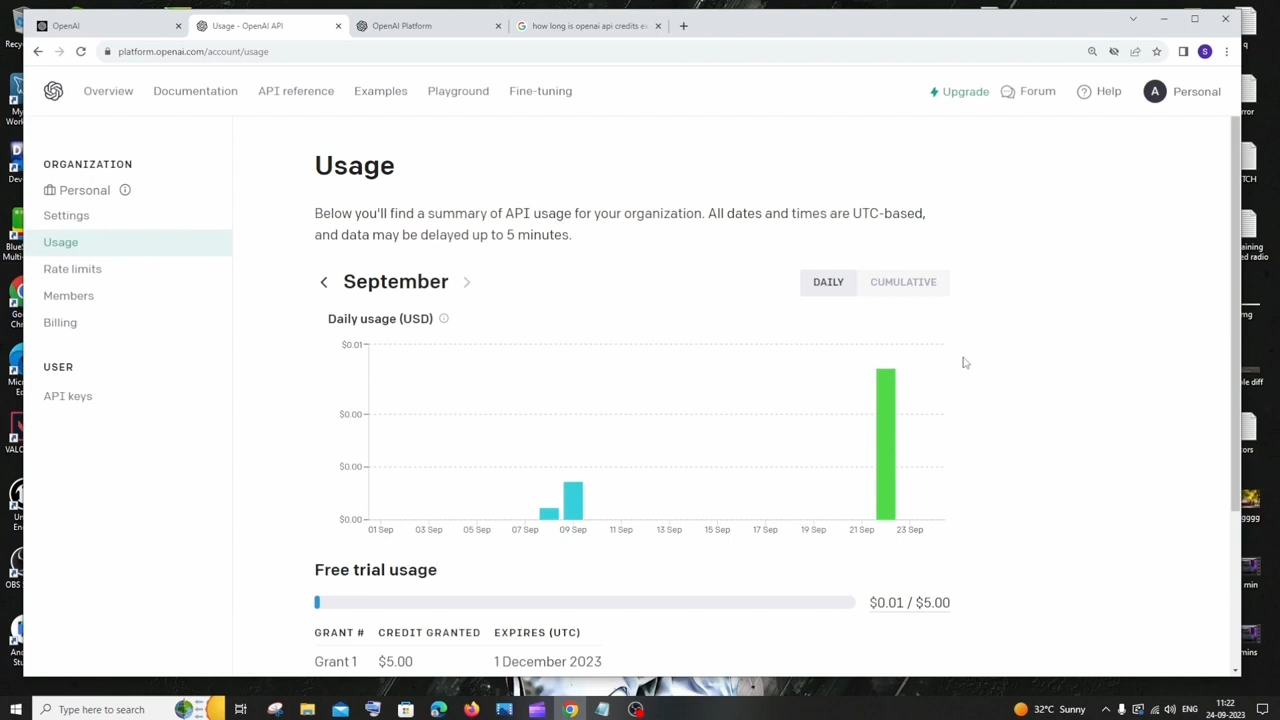 OpenAI
Usage - OpenAI API
OpenAI Platform
how long is openai api credits ex
platform.openai.com/account/usage
S
Overview
Documentation
API reference
Examples
Playground
Fine-tuning
Upgrade
Forum
Help
A
Personal
ORGANIZATION
Personal
Settings
Usage
Rate limits
Members
Billing
USER
API keys
Usage
Below you'll find a summary of API usage for your organization. All dates and times are UTC-based,
and data may be delayed up to 5 minutes.
September
DAILY
CUMULATIVE
Daily usage (USD)
$0.01
$0.00
$0.00
$0.00
01 Sep 03 Sep 05 Sep 07 Sep 09 Sep 11 Sep 13 Sep 15 Sep 17 Sep 19 Sep 21 Sep 23 Sep
Free trial usage
$0.01 / $5.00
GRANT # CREDIT GRANTED EXPIRES (UTC)
Grant 1 $5.00 1 December 2023
Type here to search
32°C Sunny
ENG
11:22
24-09-2023